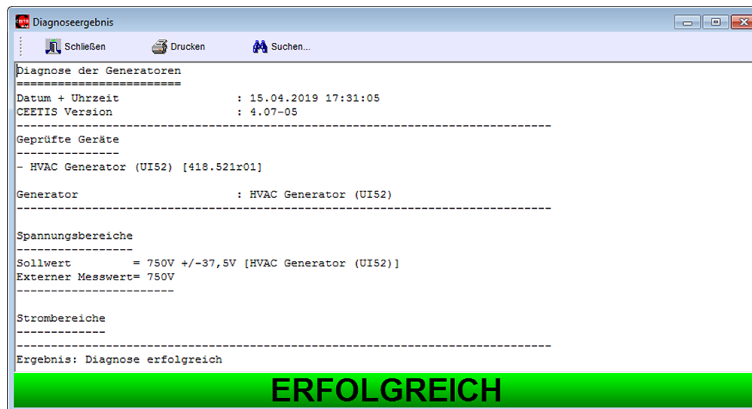 Diagnoseergebnis
Schließen Drucken Suchen...
Diagnose der Generatoren
========================
Datum + Uhrzeit : 15.04.2019 17:31:05
CEETIS Version : 4.07-05
------------------------------------------------------------------------------
Geprüfte Geräte
---------------
- HVAC Generator (UI52) [418.521r01]
Generator : HVAC Generator (UI52)
------------------------------------------------------------------------------
Spannungsbereiche
-----------------
Sollwert = 750V +/-37,5V [HVAC Generator (UI52)]
Externer Messwert= 750V
-----------------------
Strombereiche
-------------
------------------------------------------------------------------------------
Ergebnis: Diagnose erfolgreich
ERFOLGREICH